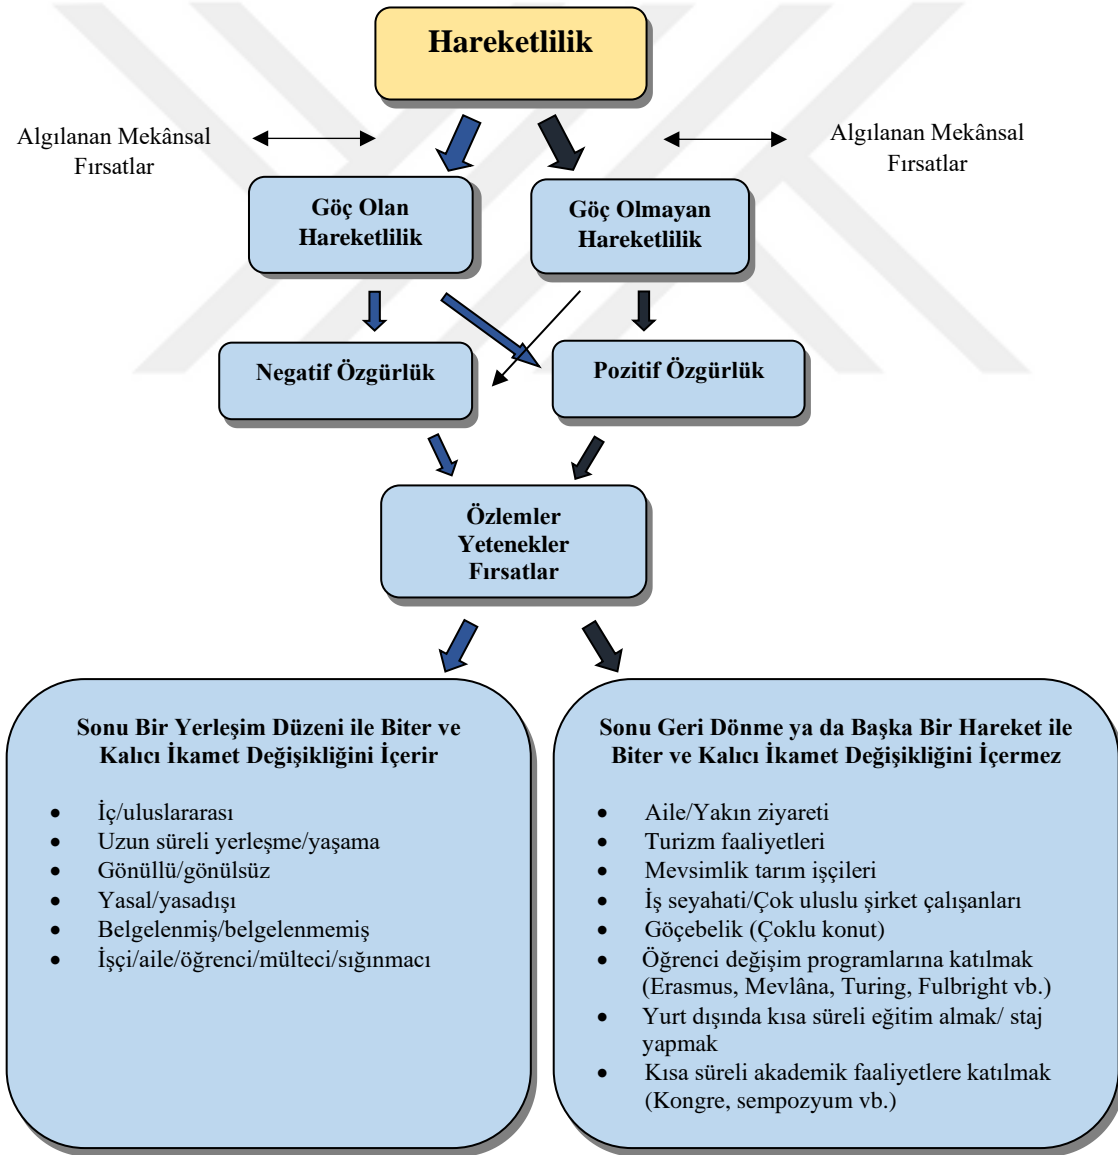 Hareketlilik
Algılanan Mekânsal
Fırsatlar
Algılanan Mekânsal
Fırsatlar
Göç Olan
Hareketlilik
Göç Olmayan
Hareketlilik
Negatif Özgürlük
Pozitif Özgürlük
Özlemler
Yetenekler
Fırsatlar
Sonu Bir Yerleşim Düzeni ile Biter ve
Kalıcı İkamet Değişikliğini İçerir
• İç/uluslararası
• Uzun süreli yerleşme/yaşama
• Gönüllü/gönülsüz
• Yasal/yasadışı
• Belgelenmiş/belgelenmemiş
• İşçi/aile/öğrenci/mülteci/sığınmacı
Sonu Geri Dönme ya da Başka Bir Hareket ile
Biter ve Kalıcı İkamet Değişikliğini İçermez
• Aile/Yakın ziyareti
• Turizm faaliyetleri
• Mevsimlik tarım işçileri
• İş seyahati/Çok uluslu şirket çalışanları
• Göçebelik (Çoklu konut)
• Öğrenci değişim programlarına katılmak
(Erasmus, Mevlâna, Turing, Fulbright vb.)
• Yurt dışında kısa süreli eğitim almak/ staj
yapmak
• Kısa süreli akademik faaliyetlere katılmak
(Kongre, sempozyum vb.)